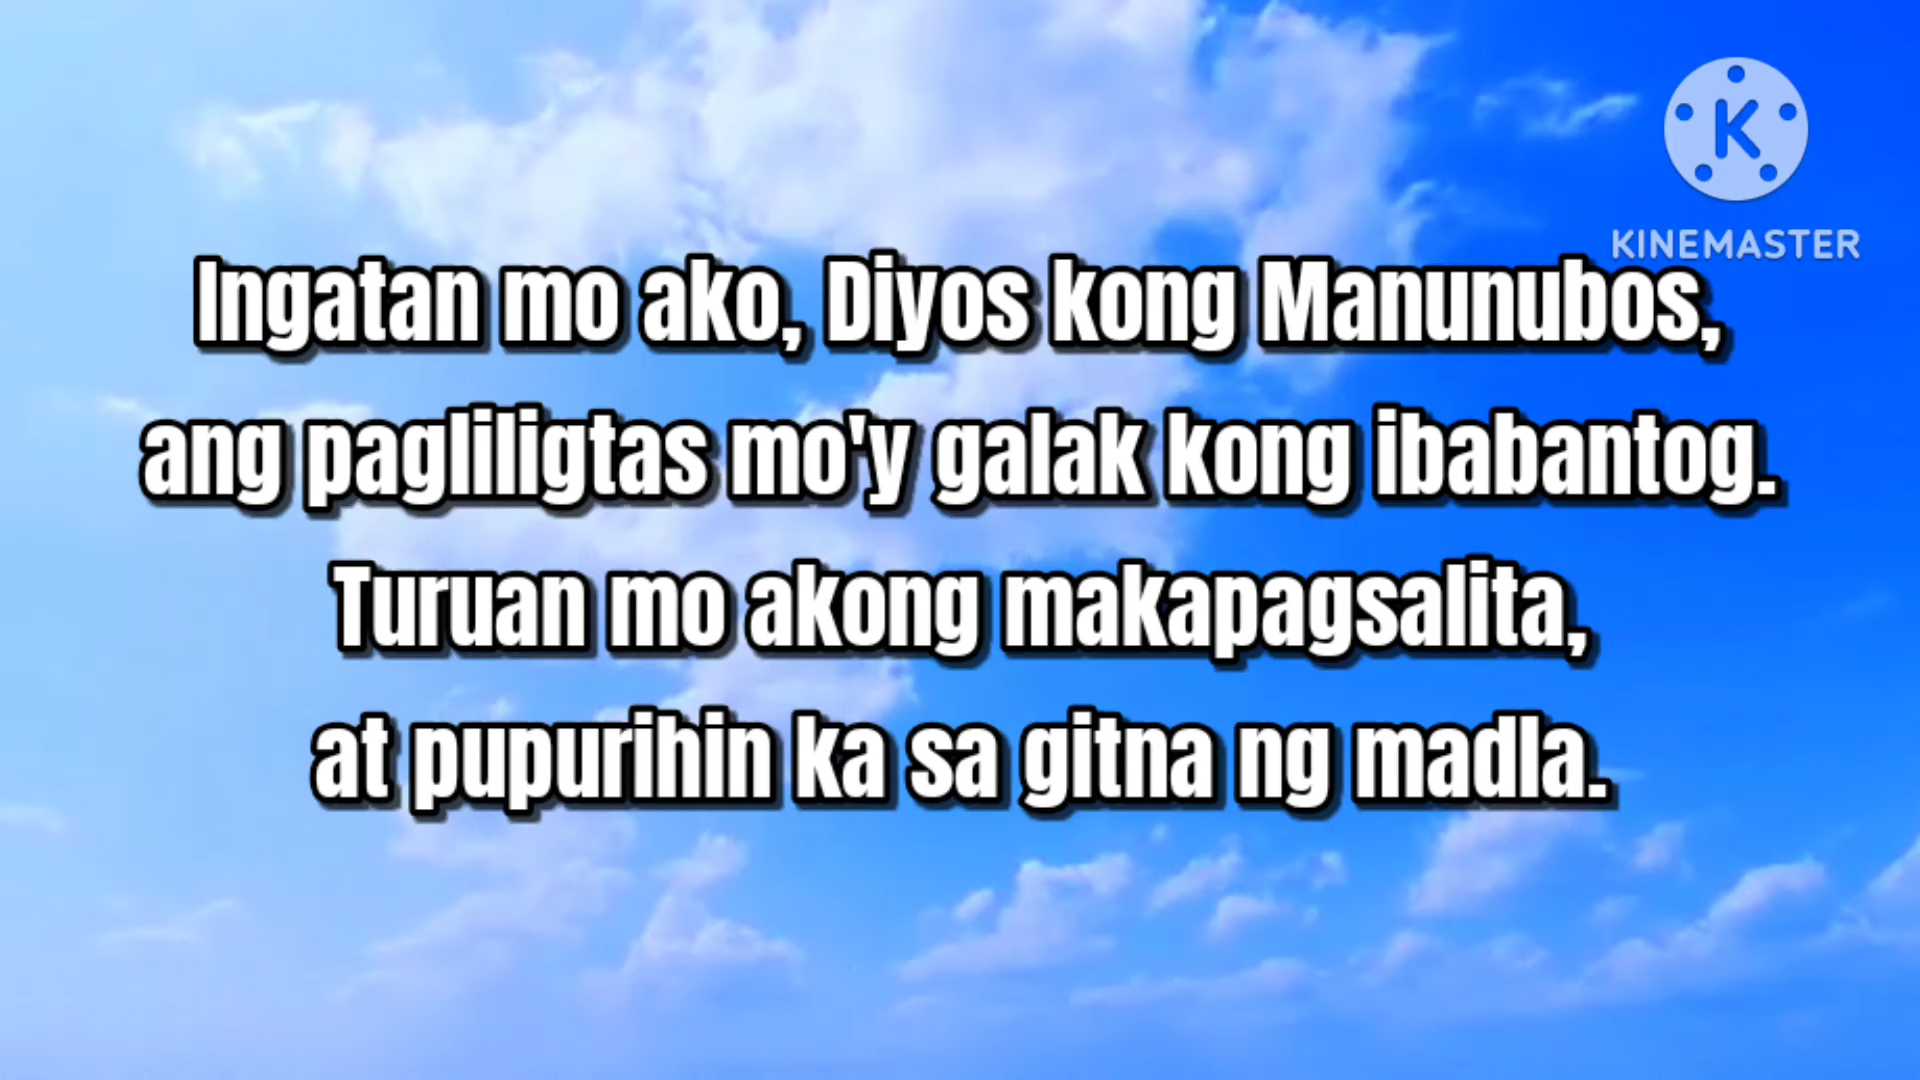 KINEMASTER
Ingatan mo ako, Diyos kong Manunubos,
ang pagliligtas mo'y galak kong ibabantog.
Turuan mo akong makapagsalita,
at pupurihin ka sa gitna ng madla.